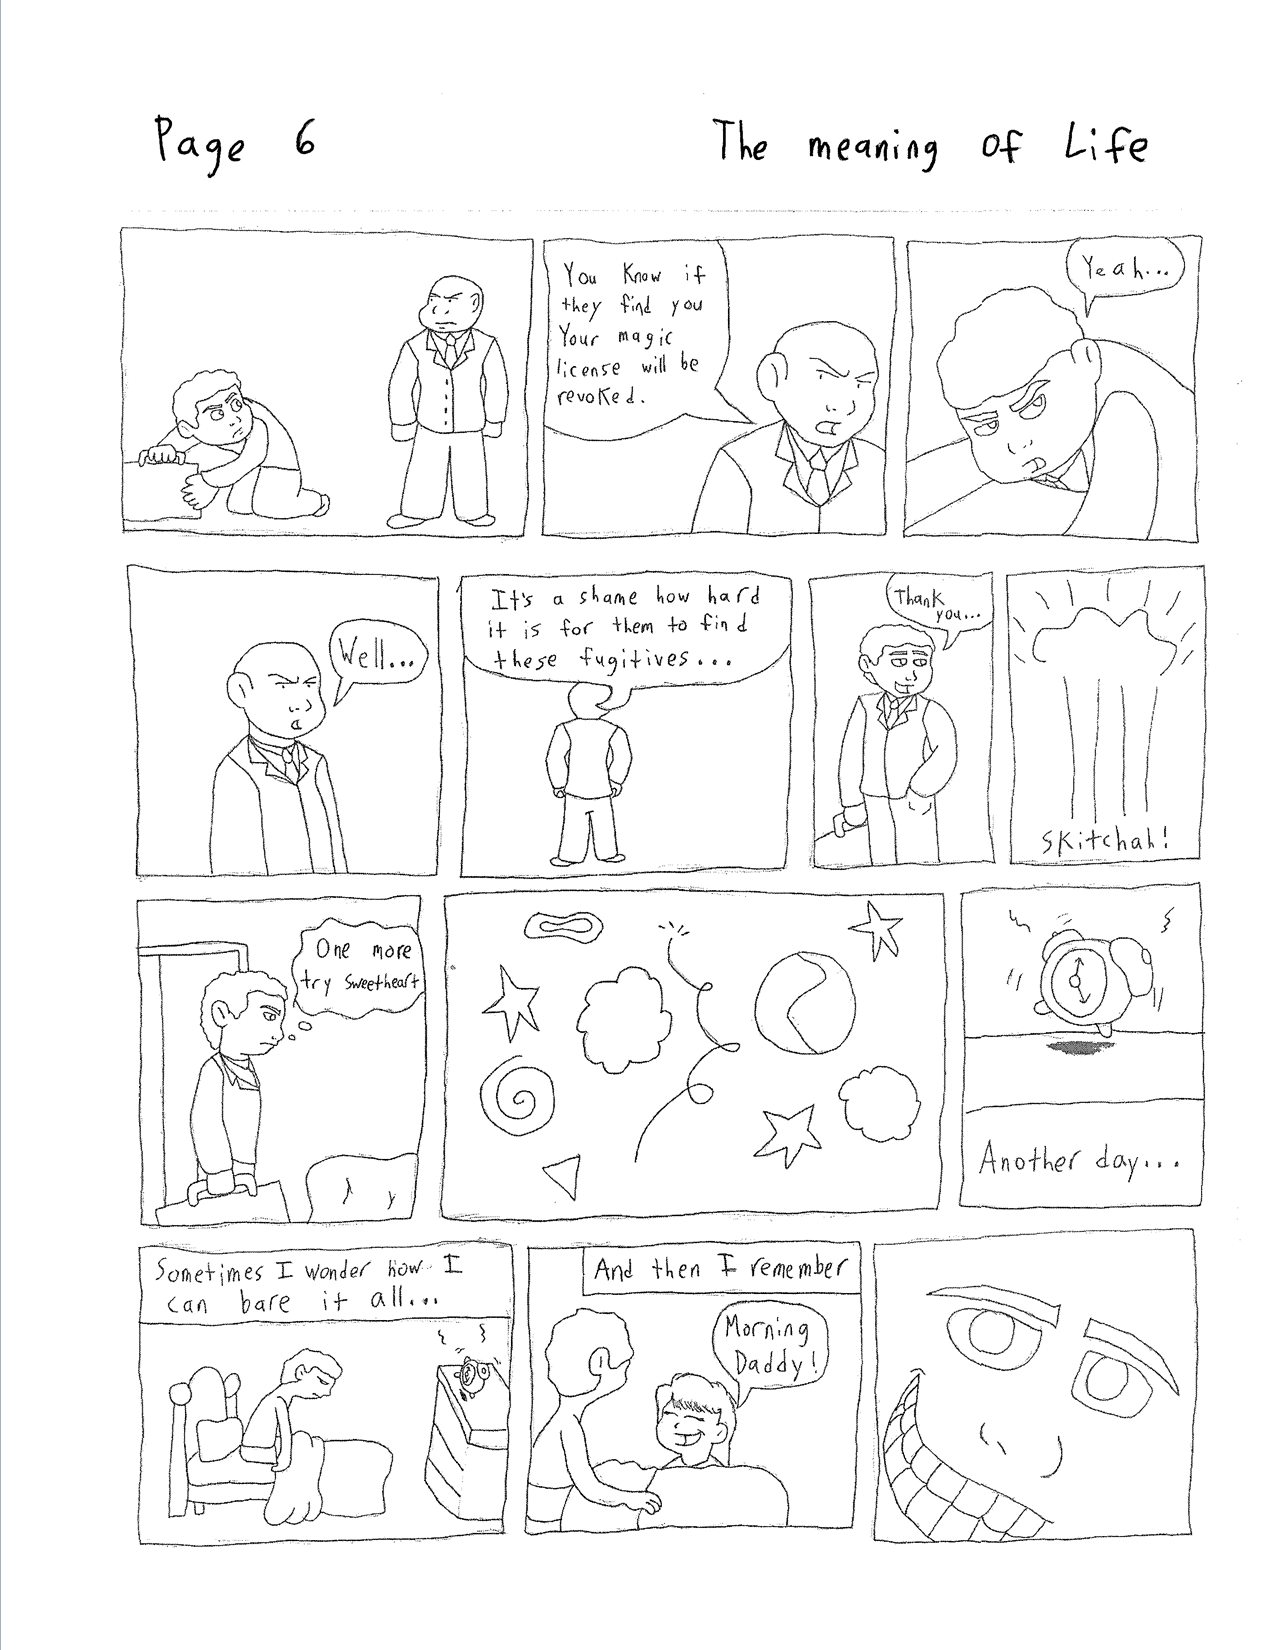 Page 6
The meaning of Life
You Know if
they find you
Your magic
license will be
revoked.
Yeah...
Well...
It's a shame how hard
it is for them to find
these fugitives...
Thank
you...
SKitchah!
One more
try sweetheart
Another day...
Sometimes I wonder how I
can bare it all...
And then I remember
Morning
Daddy!